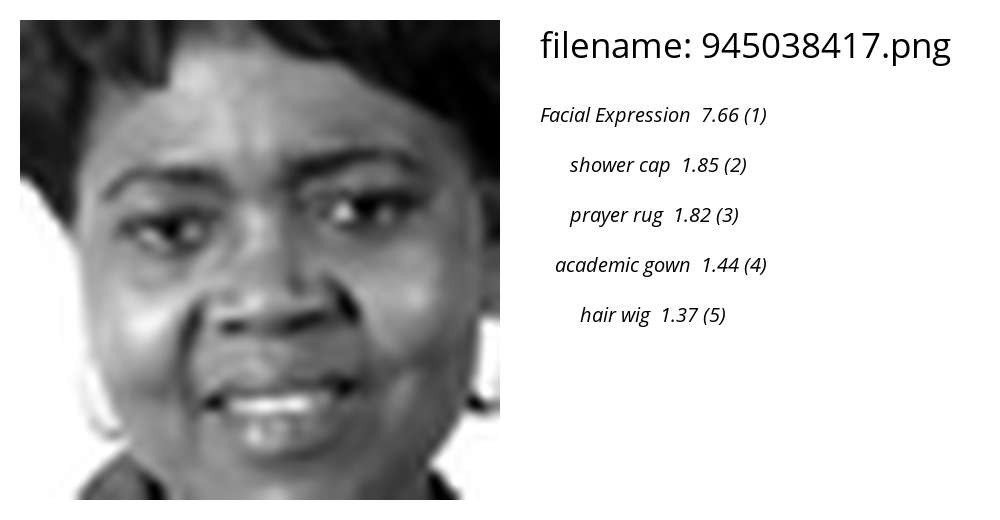 filename: 945038417.png
Facial Expression 7.66 (1)
shower cap 1.85 (2)
prayer rug 1.82 (3)
academic gown 1.44 (4)
hair wig 1.37 (5)